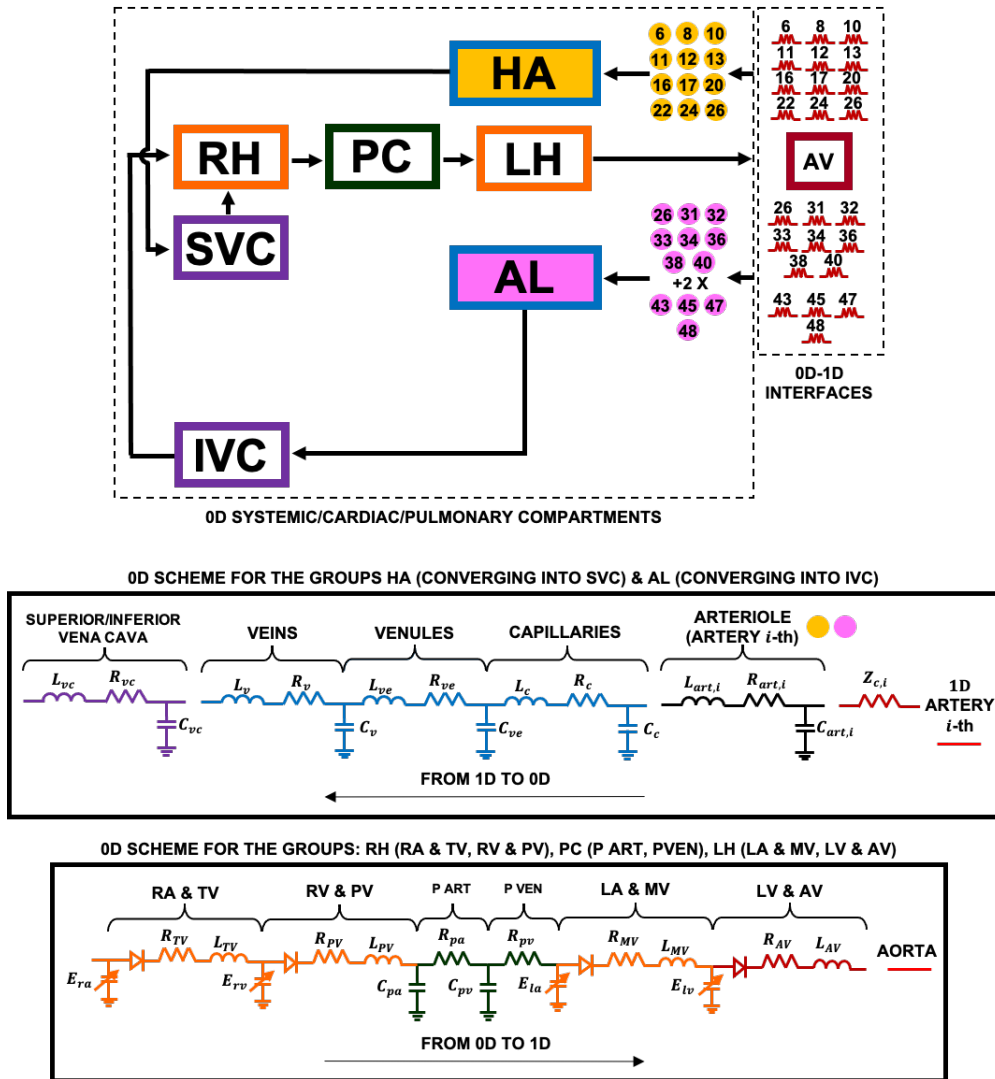 HA
6 8 10
11 12 13
16 17 20
22 24 26
6 8 10
11 12 13
16 17 20
22 24 26
RH
PC
LH
AV
SVC
AL
26 31 32
33 34 36
38 40
+2 X
43 45 47
48
26 31 32
33 34 36
38 40
43 45 47
48
0D-1D
INTERFACES
IVC
0D SYSTEMIC/CARDIAC/PULMONARY COMPARTMENTS
0D SCHEME FOR THE GROUPS HA (CONVERGING INTO SVC) & AL (CONVERGING INTO IVC)
SUPERIOR/INFERIOR
VENA CAVA
VEINS
VENULES
CAPILLARIES
ARTERIOLE
(ARTERY i-th)
L_vc R_vc
L_v R_v
L_ve R_ve
L_c R_c
L_art,i R_art,i
Z_c,i
1D
ARTERY
i-th
C_vc
C_v
C_ve
C_c
C_art,i
FROM 1D TO 0D
0D SCHEME FOR THE GROUPS: RH (RA & TV, RV & PV), PC (P ART, PVEN), LH (LA & MV, LV & AV)
RA & TV
RV & PV
P ART
P VEN
LA & MV
LV & AV
R_TV L_TV
R_PV L_PV
R_pa
R_pv
R_MV L_MV
R_AV L_AV
AORTA
E_ra
E_rv
C_pa
C_pv
E_la
E_lv
FROM 0D TO 1D